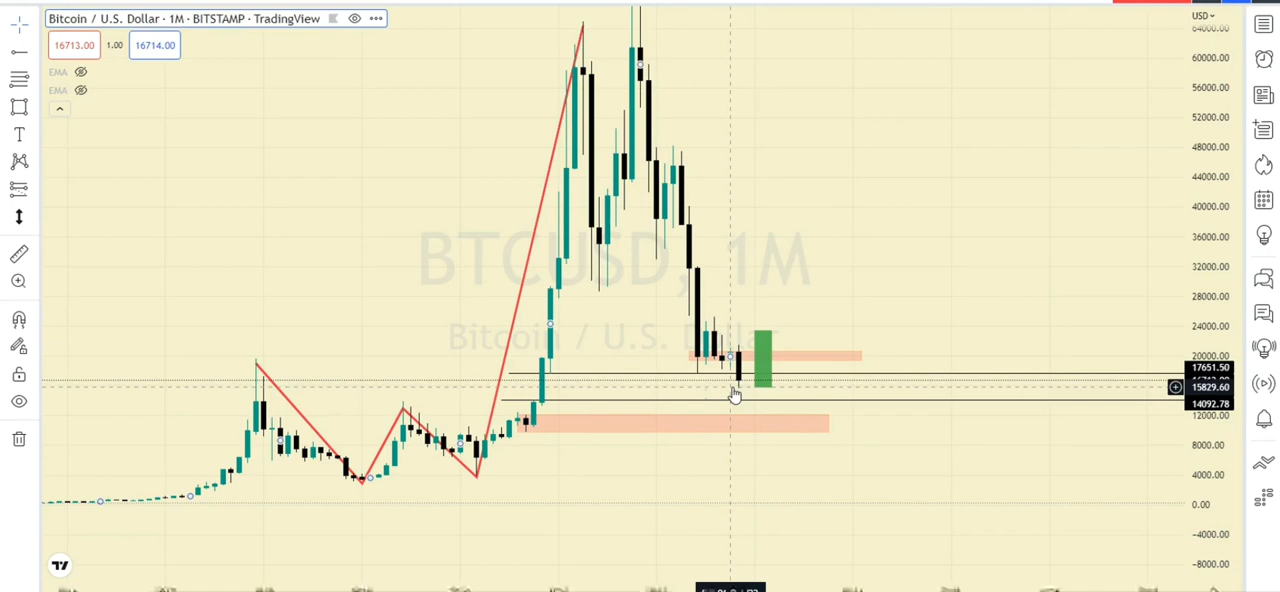 Bitcoin / U.S. Dollar · 1M · BITSTAMP · TradingView
USD
16713.00 1.00 16714.00
EMA
EMA
64000.00
60000.00
56000.00
52000.00
48000.00
44000.00
40000.00
36000.00
32000.00
28000.00
24000.00
20000.00
17651.50
15829.60
14092.78
12000.00
8000.00
4000.00
0.00
-4000.00
-8000.00
BTCUSD, 1M
Bitcoin / U.S. Dollar
T